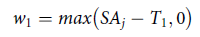 w₁ = max(SAⱼ − T₁, 0)